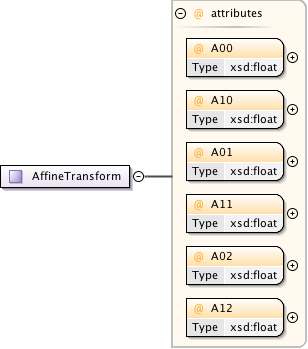 @ attributes
@ A00
Type xsd:float
@ A10
Type xsd:float
@ A01
Type xsd:float
AffineTransform
@ A11
Type xsd:float
@ A02
Type xsd:float
@ A12
Type xsd:float